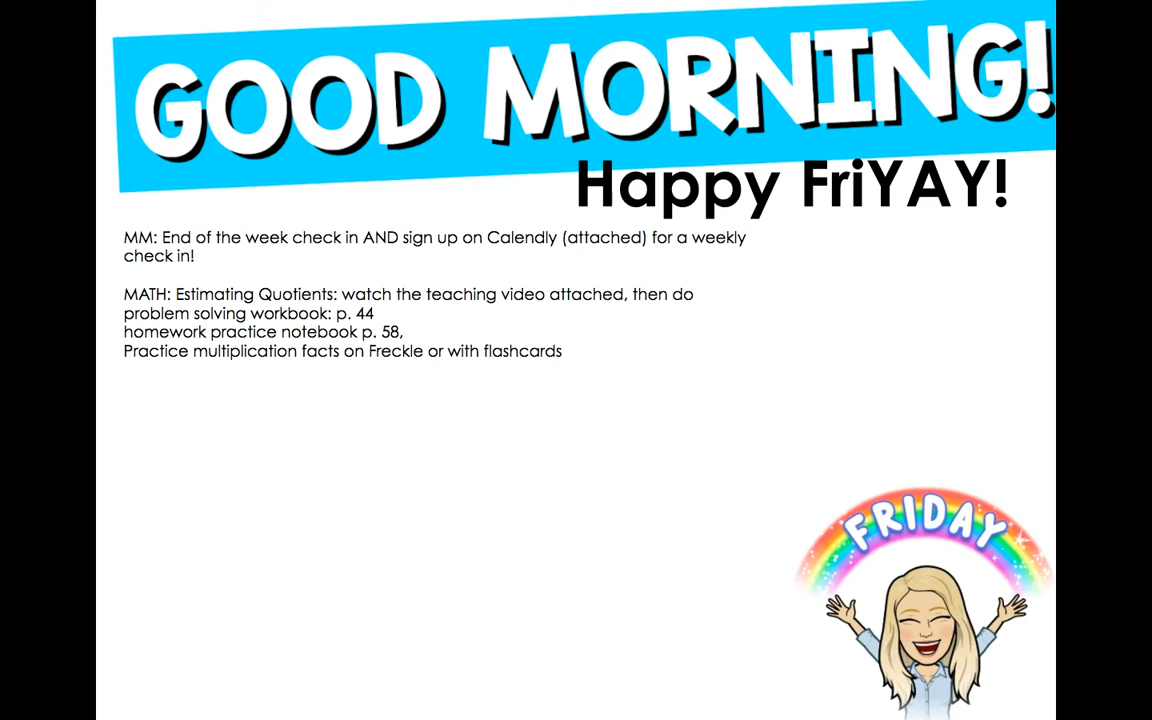 GOOD MORNING!
Happy FriYAY!
MM: End of the week check in AND sign up on Calendly (attached) for a weekly
check in!
MATH: Estimating Quotients: watch the teaching video attached, then do
problem solving workbook: p. 44
homework practice notebook p. 58,
Practice multiplication facts on Freckle or with flashcards
FRIDAY